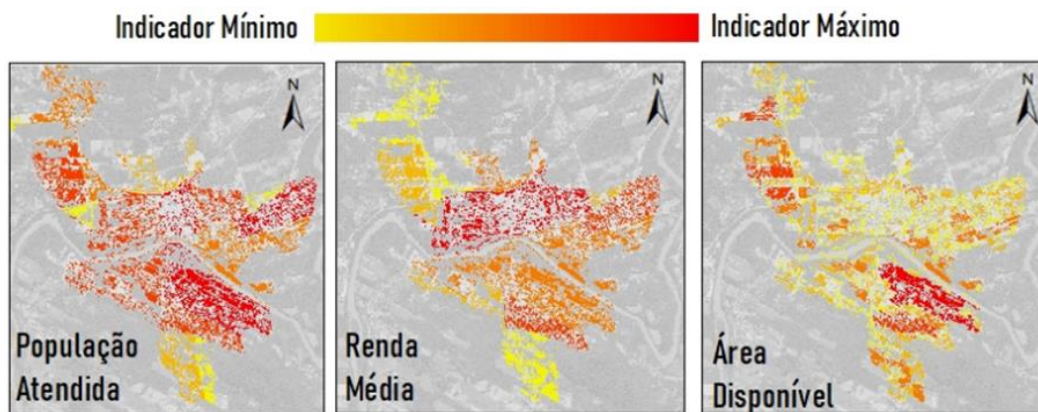 Indicador Mínimo
Indicador Máximo
N
N
N
População
Atendida
Renda
Média
Área
Disponível